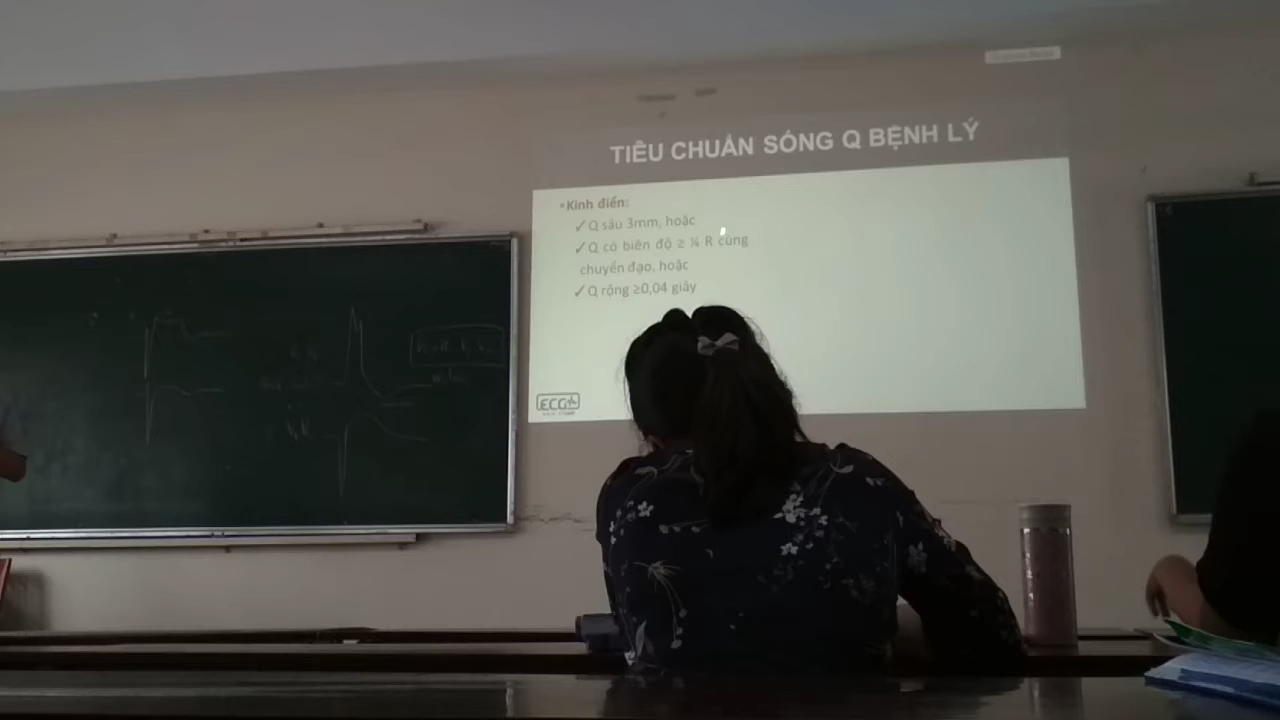 TIÊU CHUẨN SÓNG Q BỆNH LÝ
•Kinh điển:
✓Q sâu 3mm, hoặc
✓Q có biên độ ≥ ¼ R cùng
chuyển đạo, hoặc
✓Q rộng ≥0,04 giây
ECG